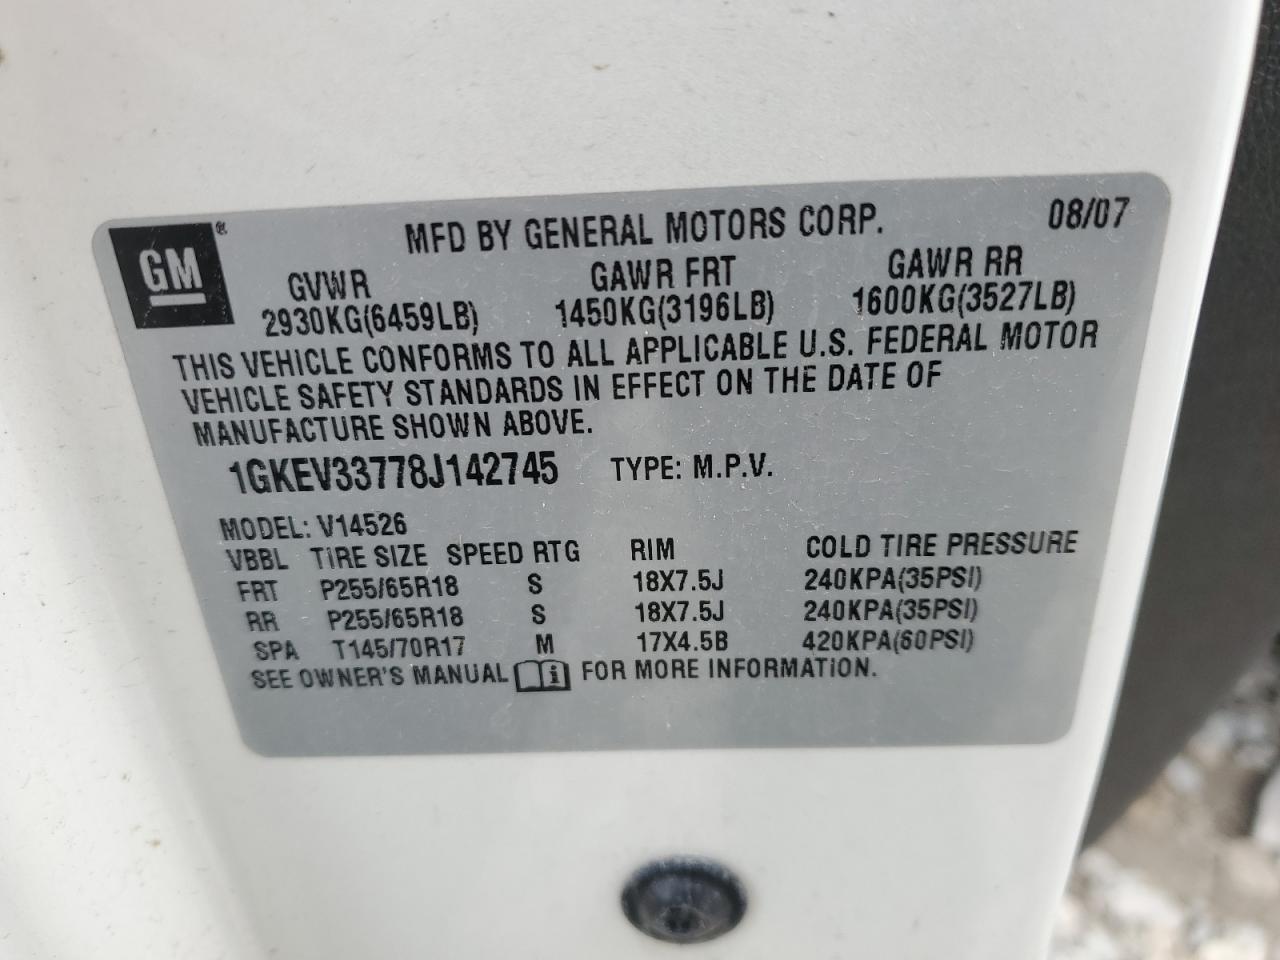 GM®
MFD BY GENERAL MOTORS CORP. 08/07
GVWR GAWR FRT GAWR RR
2930KG(6459LB) 1450KG(3196LB) 1600KG(3527LB)
THIS VEHICLE CONFORMS TO ALL APPLICABLE U.S. FEDERAL MOTOR
VEHICLE SAFETY STANDARDS IN EFFECT ON THE DATE OF
MANUFACTURE SHOWN ABOVE.
1GKEV33778J142745 TYPE: M.P.V.
MODEL: V14526
VBBL TIRE SIZE SPEED RTG RIM COLD TIRE PRESSURE
FRT P255/65R18 S 18X7.5J 240KPA(35PSI)
RR P255/65R18 S 18X7.5J 240KPA(35PSI)
SPA T145/70R17 M 17X4.5B 420KPA(60PSI)
SEE OWNER'S MANUAL i FOR MORE INFORMATION.